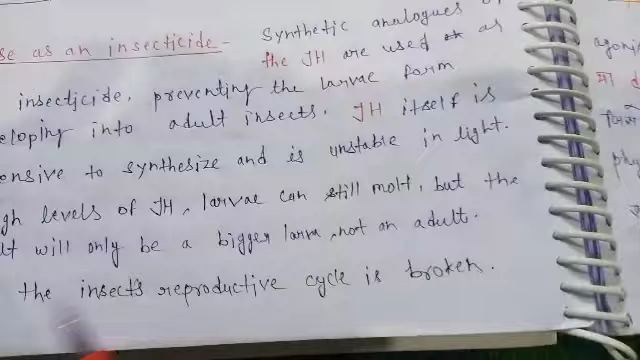 se as an insecticide - Synthetic analogues o
the JH are used as
insecticide, preventing the larvae form
eloping into adult insects. JH itself is
ensive to synthesize and is unstable in light.
gh levels of JH, larvae can still molt, but the
lt will only be a bigger larva, not an adult.
the insect's reproductive cycle is broken.
agoni